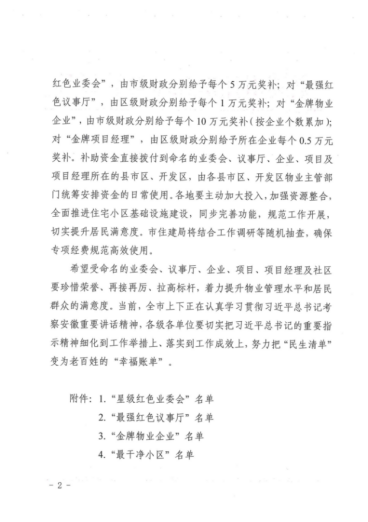 红色业委会”，由市级财政分别给予每个 5 万元奖补；对“最强红
色议事厅”，由区级财政分别给予每个 1 万元奖补；对“金牌物业
企业”，由市级财政分别给予每个 10 万元奖补（按企业个数累加）；
对“金牌项目经理”，由区级财政分别给予所在企业每个 0.5 万元
奖补。补助资金直接拨付到命名的业委会、议事厅、企业、项目及
项目经理所在的县市区、开发区，由各县市区、开发区物业主管部
门统筹安排资金的日常使用。各地要主动加大投入，加强资源整合，
全面推进住宅小区基础设施建设，同步完善功能，规范工作开展，
切实提升居民满意度。市住建局将结合工作调研等随机抽查，确保
专项经费规范高效使用。
希望受命名的业委会、议事厅、企业、项目、项目经理及社区
要珍惜荣誉、再接再厉、拉高标杆，着力提升物业管理水平和居民
群众的满意度。当前，全市上下正在认真学习贯彻习近平总书记考
察安徽重要讲话精神，各级各单位要切实把习近平总书记的重要指
示精神细化到工作举措上、落实到工作成效上，努力把“民生清单”
变为老百姓的“幸福账单”。
附件：1.“星级红色业委会”名单
2.“最强红色议事厅”名单
3.“金牌物业企业”名单
4.“最干净小区”名单
- 2 -